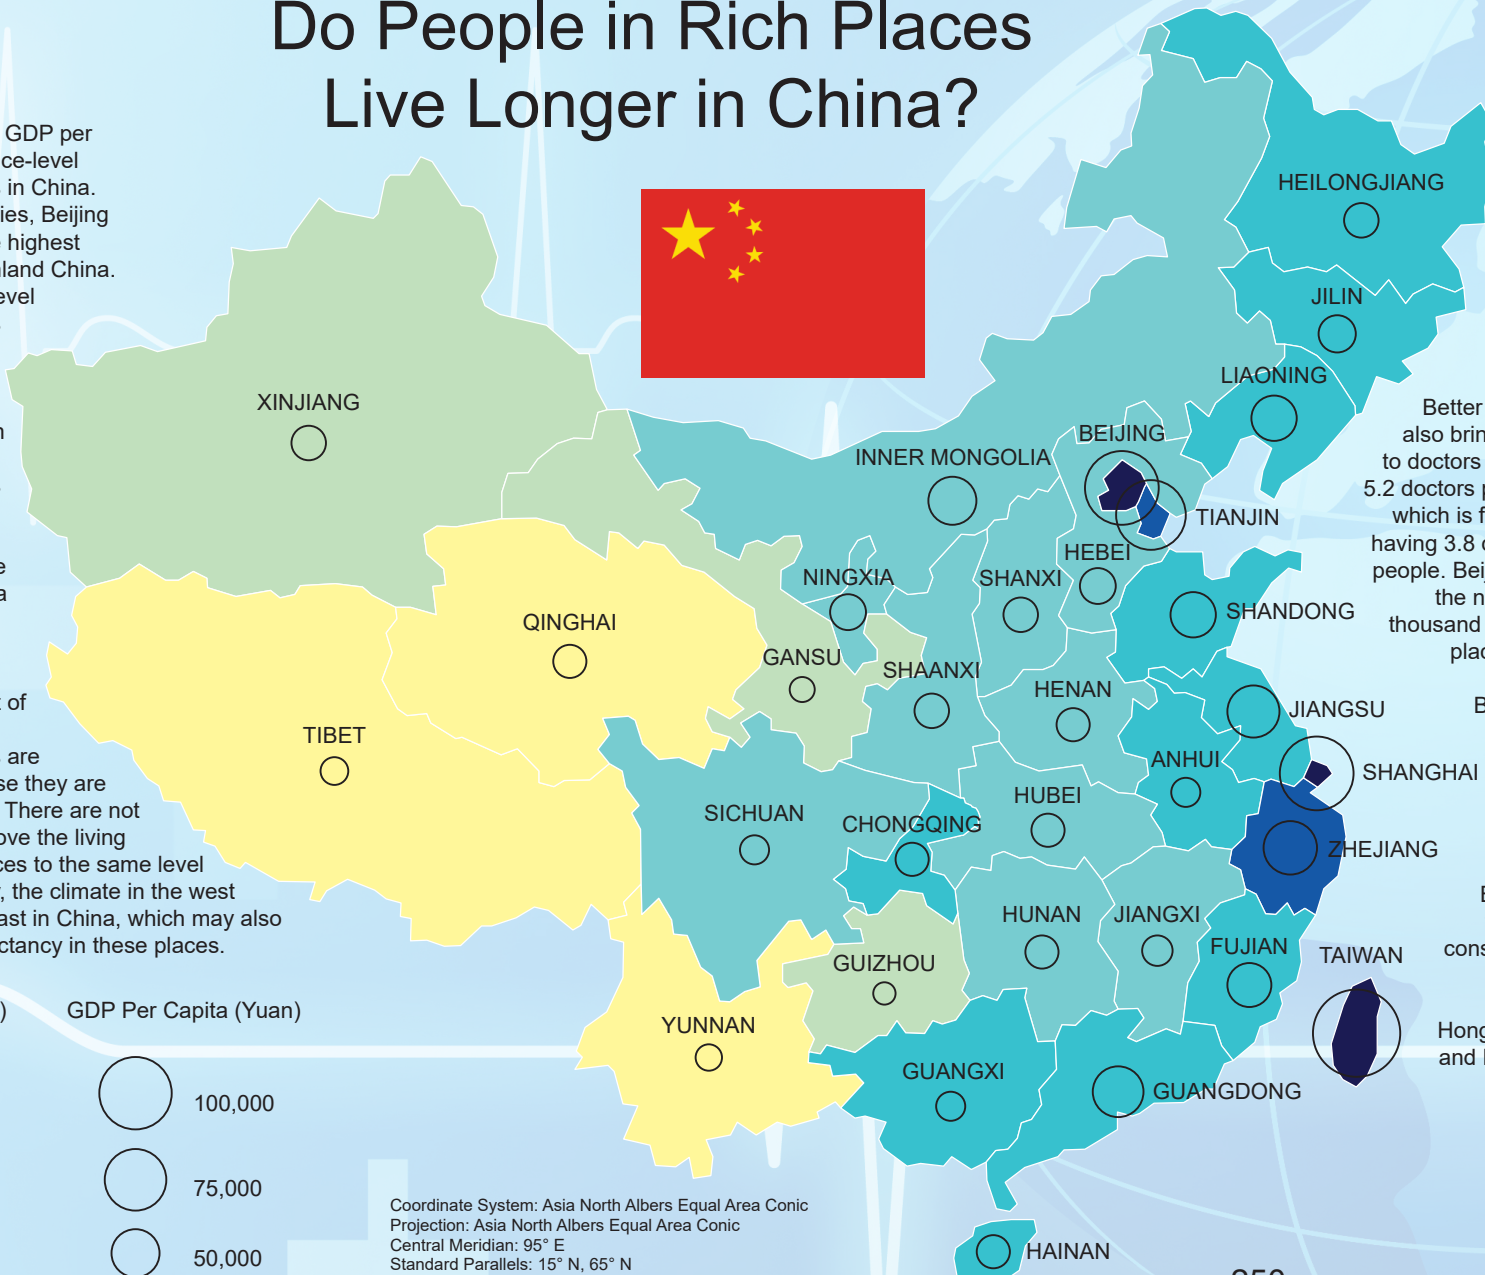 Do People in Rich Places
Live Longer in China?
GDP per
ce-level
in China.
ies, Beijing
highest
land China.
evel
of
are
se they are
There are not
ove the living
ces to the same level
, the climate in the west
ast in China, which may also
ctancy in these places.
HEILONGJIANG
JILIN
LIAONING
XINJIANG
BEIJING
INNER MONGOLIA
TIANJIN
HEBEI
NINGXIA
SHANXI
SHANDONG
QINGHAI
GANSU
SHAANXI
HENAN
JIANGSU
TIBET
ANHUI
SHANGHAI
SICHUAN
CHONGQING
HUBEI
ZHEJIANG
HUNAN
JIANGXI
FUJIAN
TAIWAN
GUIZHOU
YUNNAN
GUANGXI
GUANGDONG
HAINAN
Better
also brin
to doctors
5.2 doctors p
which is f
having 3.8
people. Beij
the n
thousand
plac
B
E
cons
Hong
and
) GDP Per Capita (Yuan)
100,000
75,000
50,000
Coordinate System: Asia North Albers Equal Area Conic
Projection: Asia North Albers Equal Area Conic
Central Meridian: 95° E
Standard Parallels: 15° N, 65° N